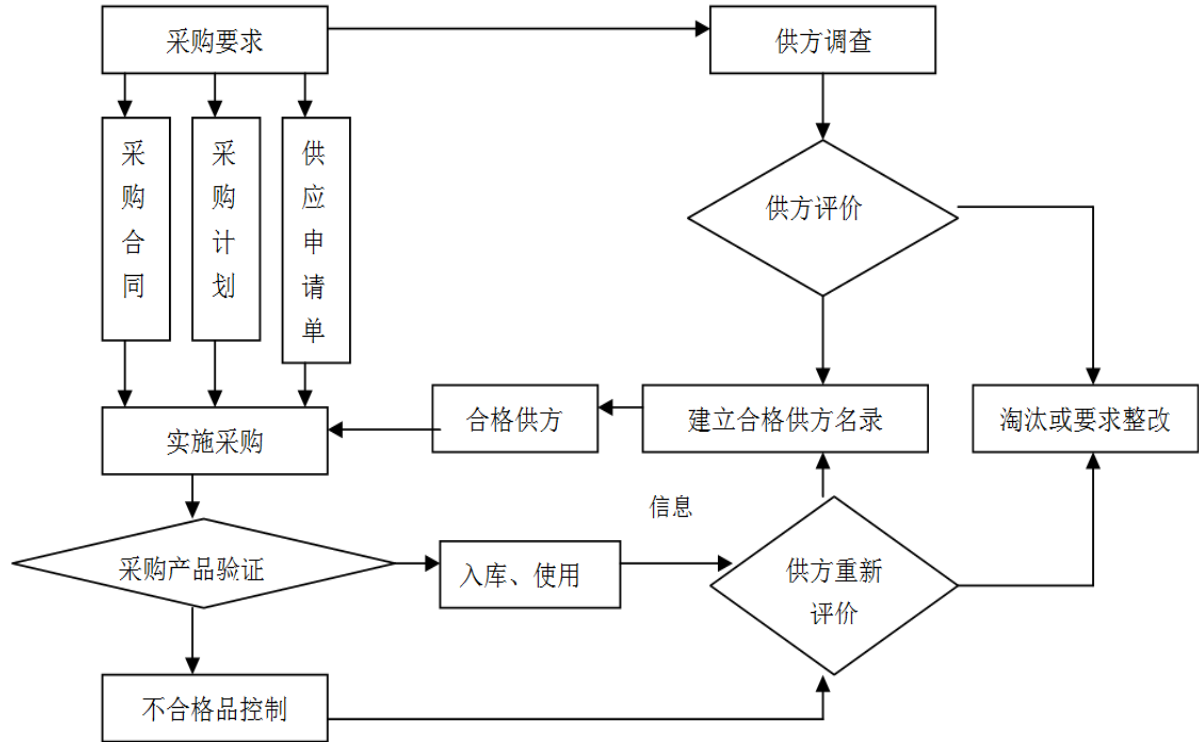 采购要求
供方调查
采购合同
采购计划
供应申请单
供方评价
合格供方
建立合格供方名录
淘汰或要求整改
实施采购
信息
采购产品验证
入库、使用
供方重新
评价
不合格品控制